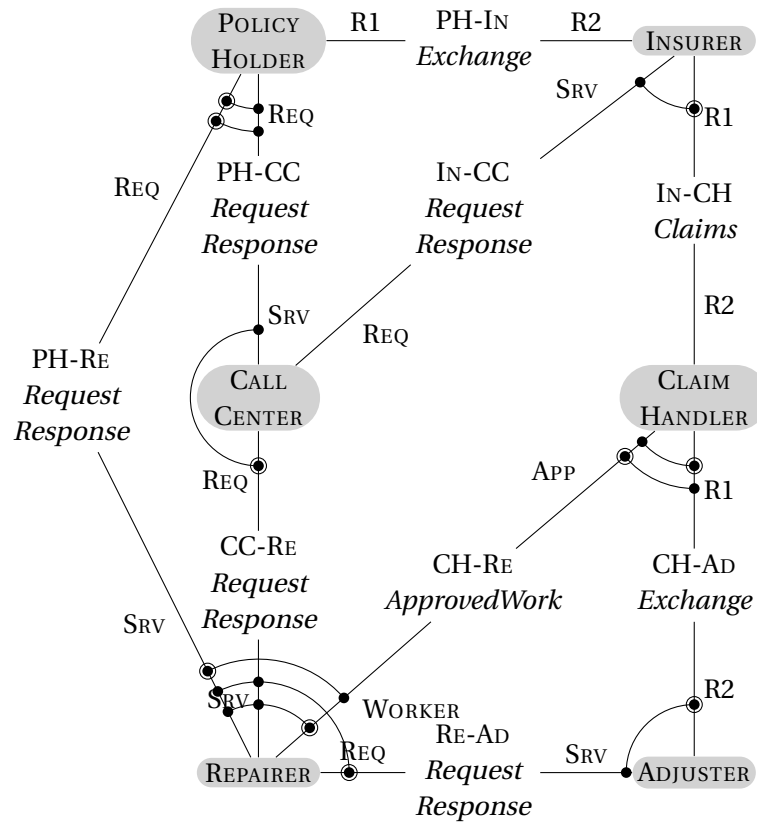 POLICY
HOLDER
R1
PH-IN
Exchange
R2
INSURER
REQ
SRV
R1
REQ
PH-CC
Request
Response
IN-CC
Request
Response
IN-CH
Claims
SRV
REQ
R2
PH-RE
Request
Response
CALL
CENTER
CLAIM
HANDLER
REQ
APP
R1
CC-RE
Request
Response
CH-RE
ApprovedWork
CH-AD
Exchange
SRV
SRV
WORKER
R2
REPAIRER
REQ
RE-AD
Request
Response
SRV
ADJUSTER